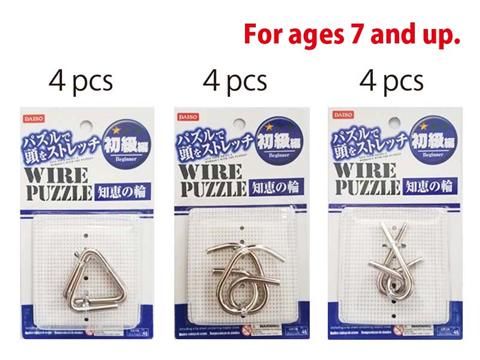 For ages 7 and up.
4 pcs
4 pcs
4 pcs
DAISO
パズルで
頭をストレッチ
初級編
Beginner
WIRE
PUZZLE
知恵の輪
DAISO
パズルで
頭をストレッチ
初級編
Beginner
WIRE
PUZZLE
知恵の輪
DAISO
パズルで
頭をストレッチ
初級編
Beginner
WIRE
PUZZLE
知恵の輪